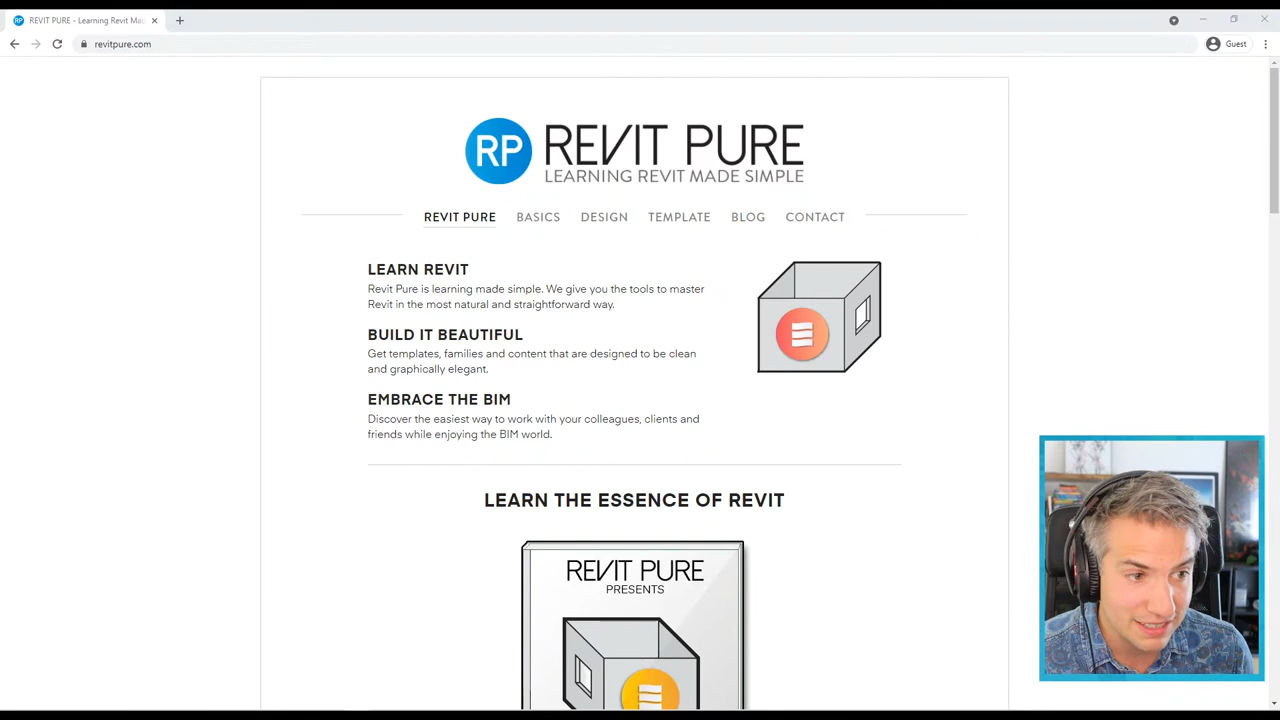 REVIT PURE - Learning Revit Mad
Guest
revitpure.com
RP
REVIT PURE
LEARNING REVIT MADE SIMPLE
REVIT PURE BASICS DESIGN TEMPLATE BLOG CONTACT
LEARN REVIT
Revit Pure is learning made simple. We give you the tools to master
Revit in the most natural and straightforward way.
BUILD IT BEAUTIFUL
Get templates, families and content that are designed to be clean
and graphically elegant.
EMBRACE THE BIM
Discover the easiest way to work with your colleagues, clients and
friends while enjoying the BIM world.
LEARN THE ESSENCE OF REVIT
REVIT PURE
PRESENTS